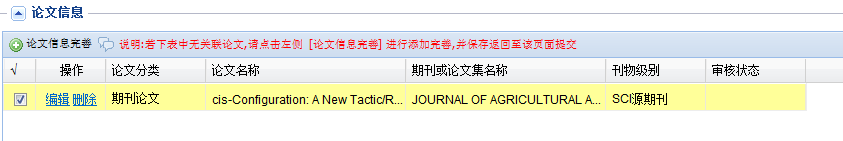 论文信息
论文信息完善 说明:若下表中无关联论文,请点击左侧 [论文信息完善] 进行添加完善,并保存返回至该页面提交
√ 操作 论文分类 论文名称 期刊或论文集名称 刊物级别 审核状态
编辑 删除 期刊论文 cis-Configuration: A New Tactic/R... JOURNAL OF AGRICULTURAL A... SCI源期刊